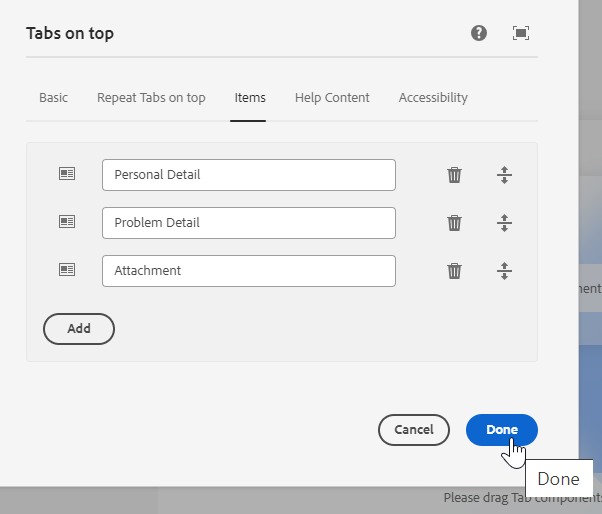 Tabs on top
Basic Repeat Tabs on top Items Help Content Accessibility
Personal Detail
Problem Detail
Attachment
Add
Cancel Done
Done
Please drag Tab components